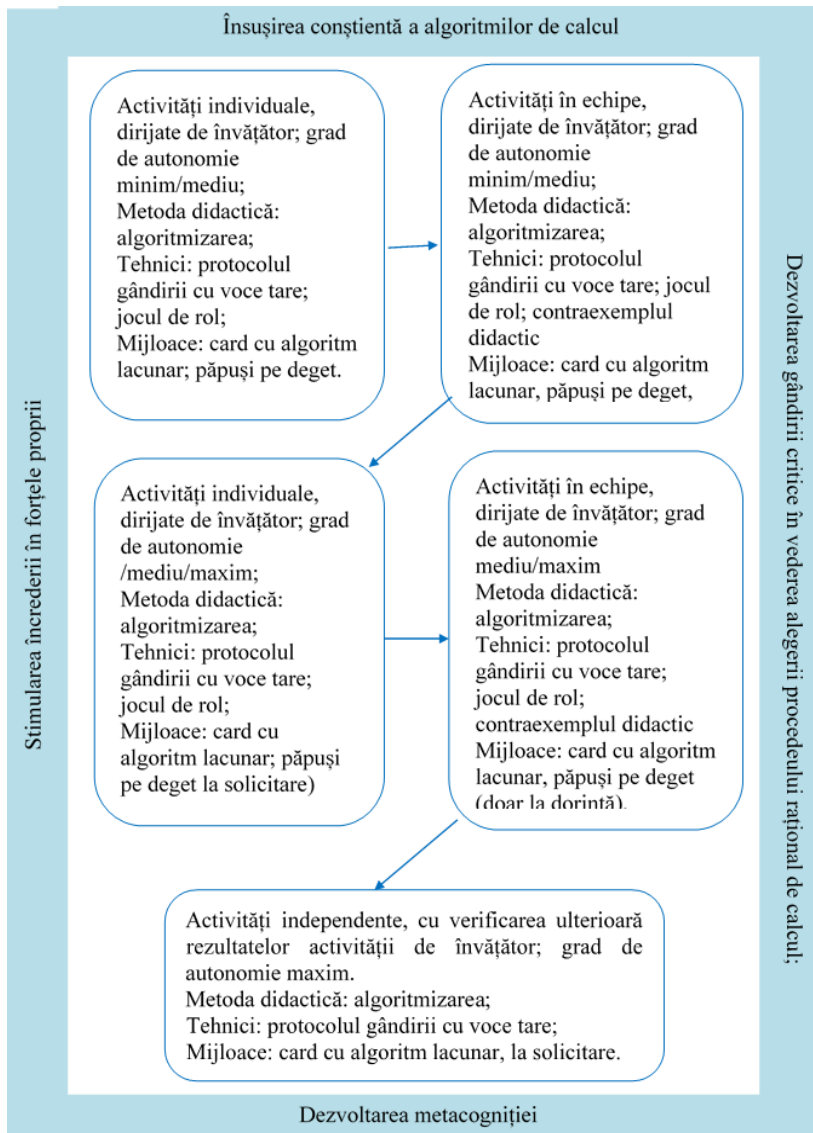 Însușirea conștientă a algoritmilor de calcul
Activități individuale,
dirijate de învățător; grad
de autonomie
minim/mediu;
Metoda didactică:
algoritmizarea;
Tehnici: protocolul
gândirii cu voce tare;
jocul de rol;
Mijloace: card cu algoritm
lacunar; păpuși pe deget.
Activități în echipe,
dirijate de învățător; grad
de autonomie
minim/mediu;
Metoda didactică:
algoritmizarea;
Tehnici: protocolul
gândirii cu voce tare; jocul
de rol; contraexemplul
didactic
Mijloace: card cu algoritm
lacunar, păpuși pe deget,
Stimularea încrederii în forțele proprii
Dezvoltarea gândirii critice în vederea alegerii procedeului rațional de calcul;
Activități individuale,
dirijate de învățător; grad
de autonomie
/mediu/maxim;
Metoda didactică:
algoritmizarea;
Tehnici: protocolul
gândirii cu voce tare;
jocul de rol;
Mijloace: card cu
algoritm lacunar; păpuși
pe deget la solicitare)
Activități în echipe,
dirijate de învățător; grad
de autonomie
mediu/maxim
Metoda didactică:
algoritmizarea;
Tehnici: protocolul
gândirii cu voce tare;
jocul de rol;
contraexemplul didactic
Mijloace: card cu algoritm
lacunar, păpuși pe deget
(doar la dorință).
Activități independente, cu verificarea ulterioară
rezultatelor activității de învățător; grad de
autonomie maxim.
Metoda didactică: algoritmizarea;
Tehnici: protocolul gândirii cu voce tare;
Mijloace: card cu algoritm lacunar, la solicitare.
Dezvoltarea metacogniției